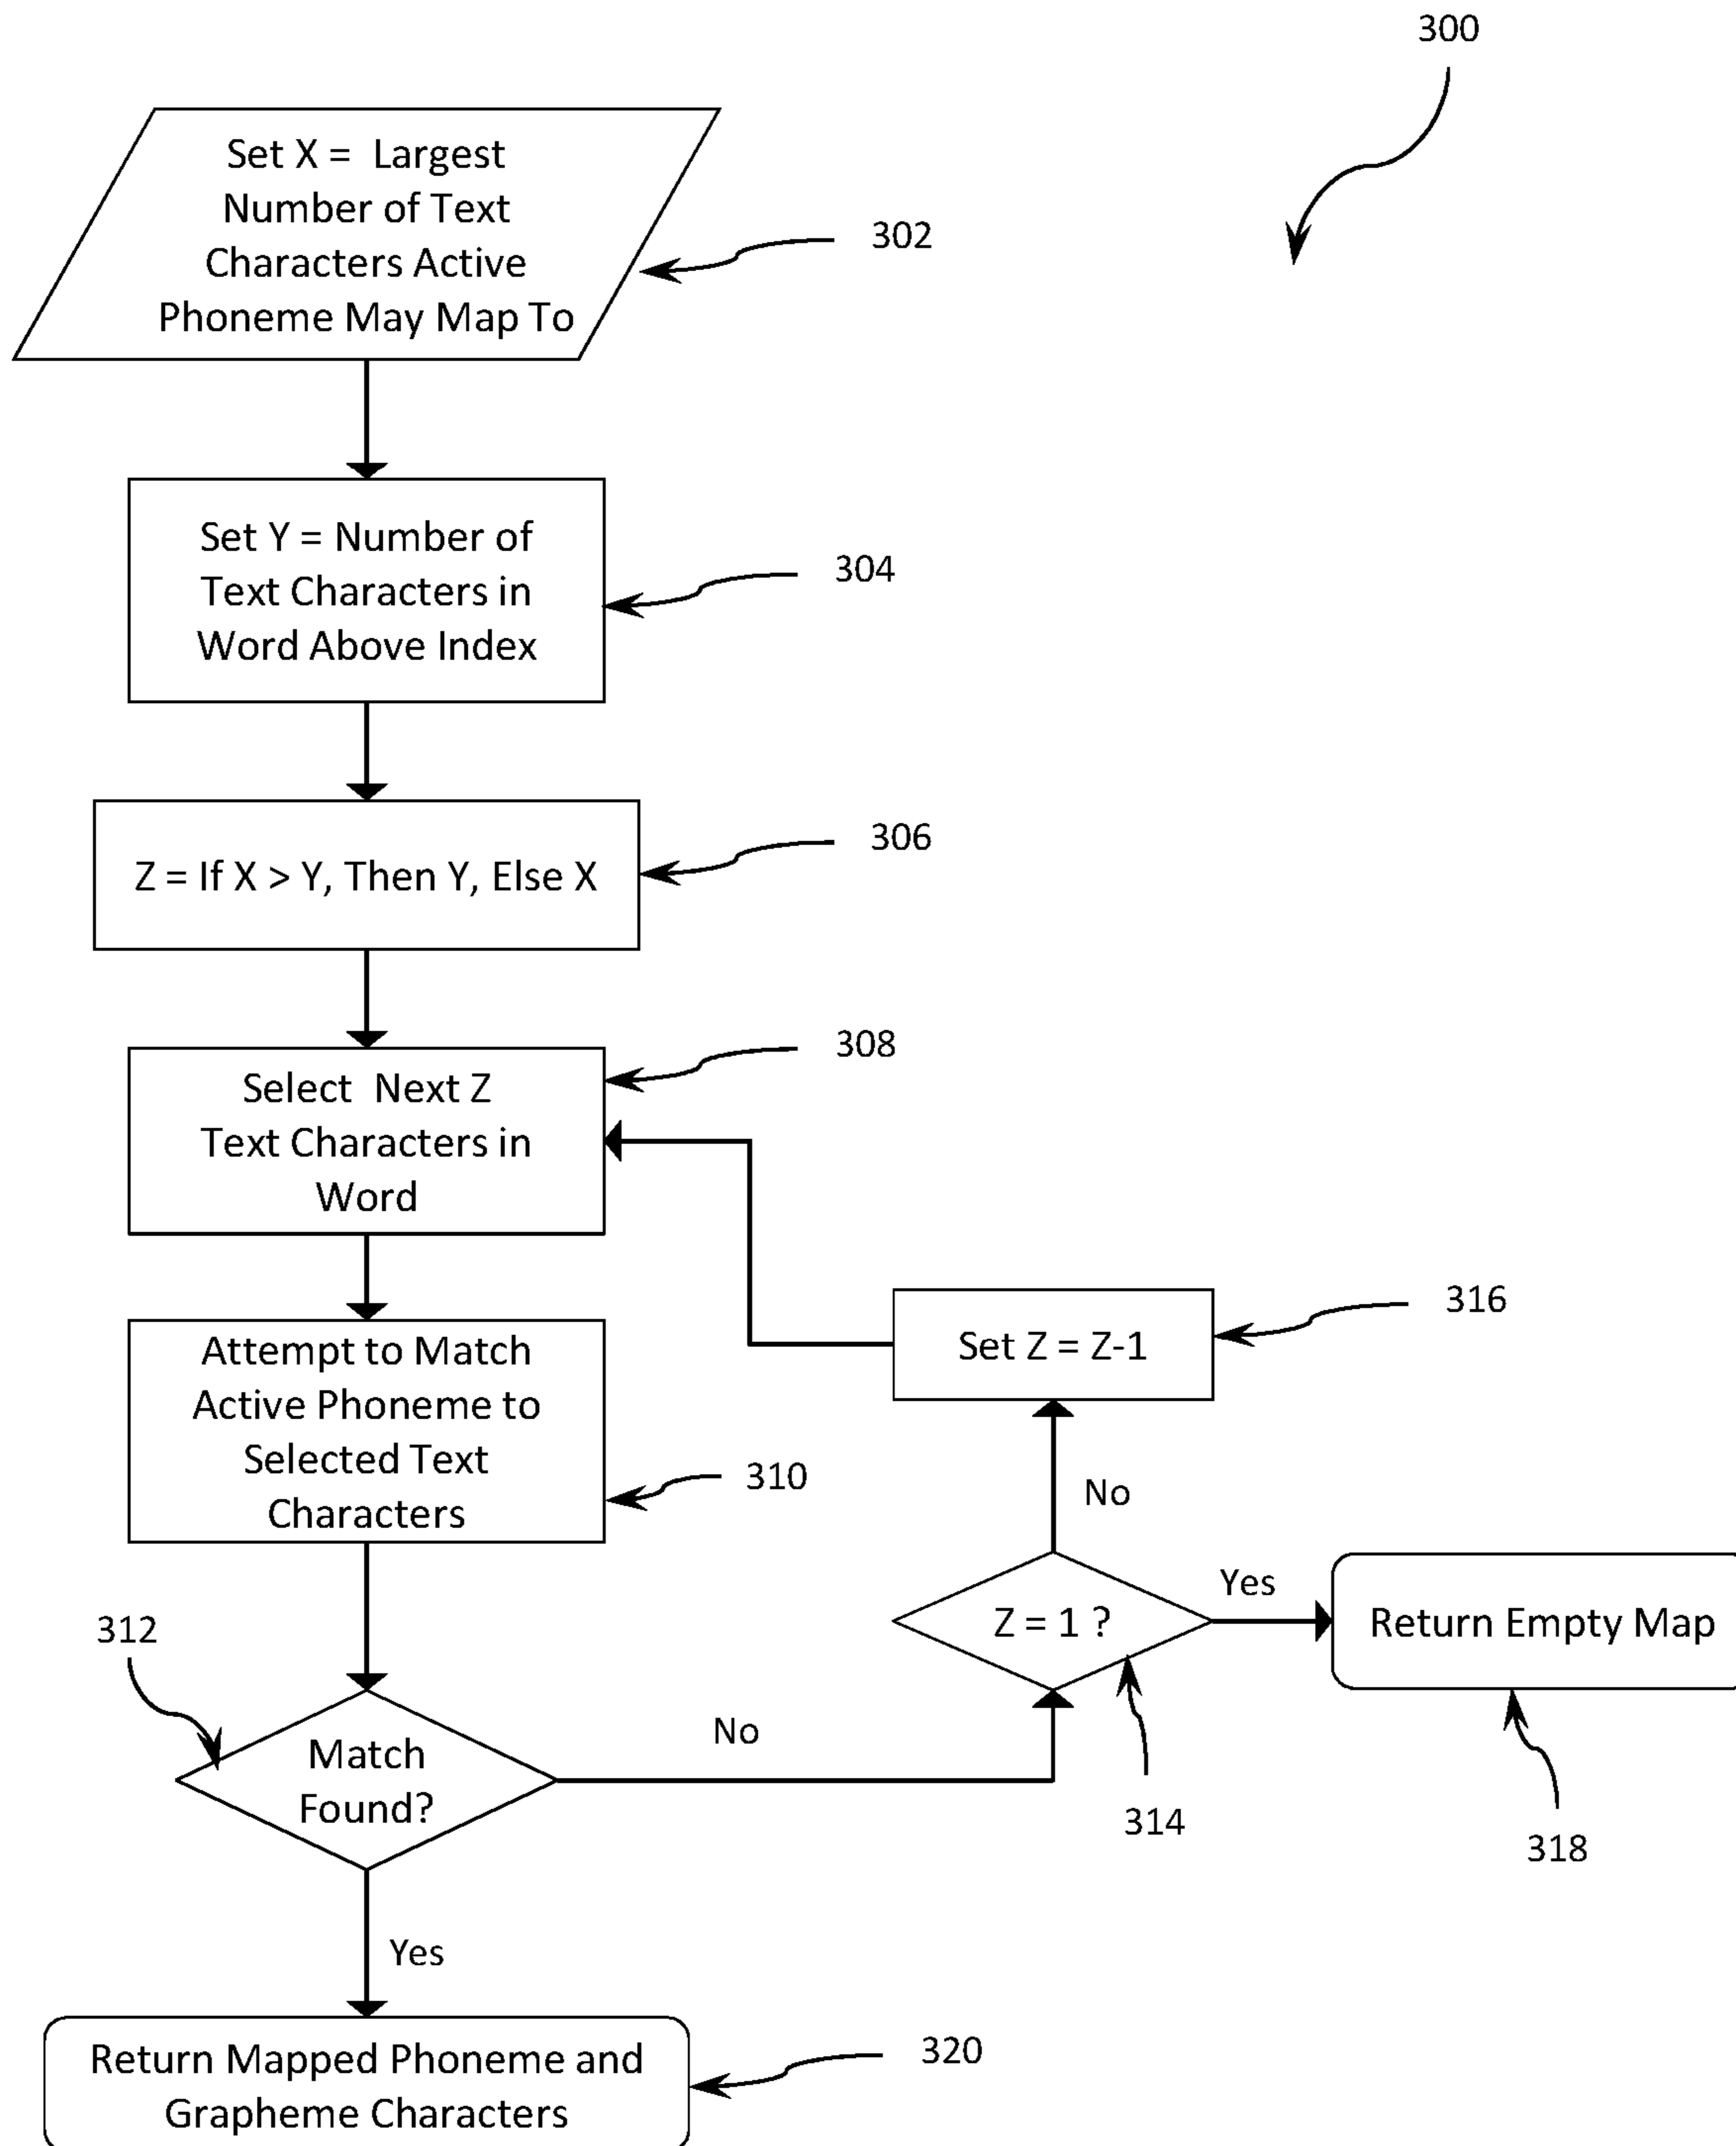 300
Set X = Largest
Number of Text
Characters Active
Phoneme May Map To
302
Set Y = Number of
Text Characters in
Word Above Index
304
Z = If X > Y, Then Y, Else X
306
Select Next Z
Text Characters in
Word
308
Attempt to Match
Active Phoneme to
Selected Text
Characters
310
Set Z = Z-1
316
No
Z = 1 ?
314
Yes
Return Empty Map
318
312
Match
Found?
No
Yes
Return Mapped Phoneme and
Grapheme Characters
320